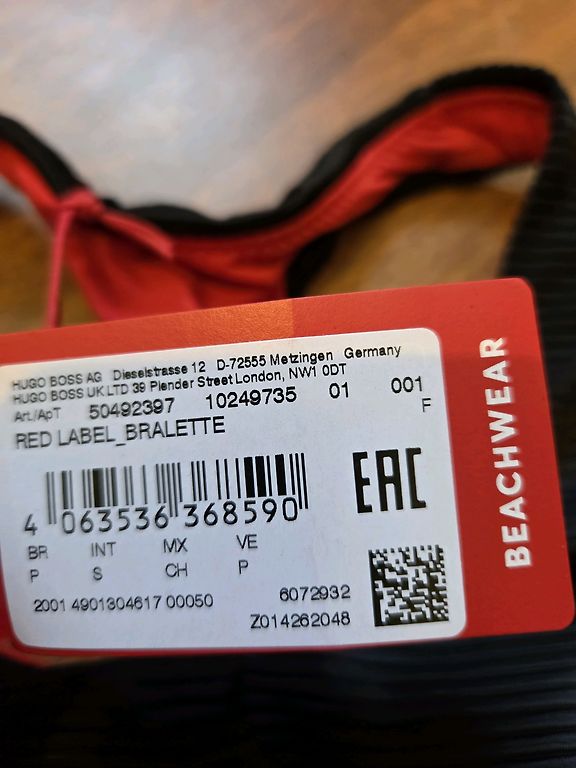 HUGO BOSS AG Dieselstrasse 12 D-72555 Metzingen Germany
HUGO BOSS UK LTD 39 Plender Street London, NW1 0DT
Art./ApT 50492397 10249735 01 001
RED LABEL_BRALETTE F
EAC
4 063536 368590
BR INT MX VE
P S CH P
2001 4901304617 00050 6072932
Z014262048
BEACHWEAR